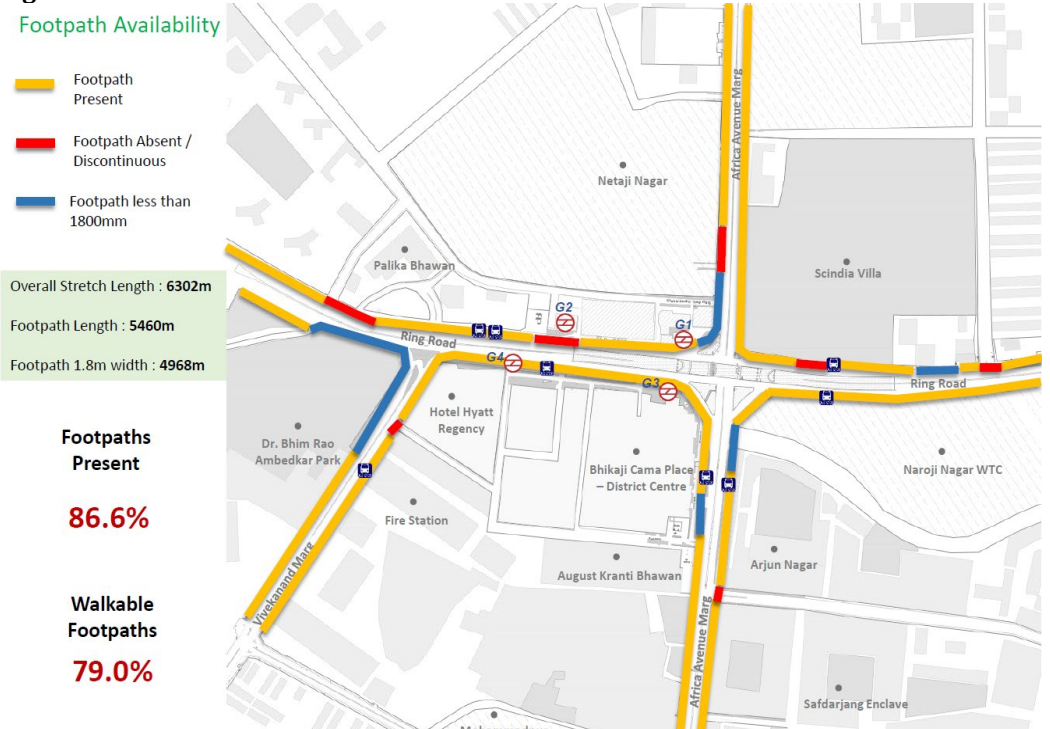 Footpath Availability
Footpath
Present
Footpath Absent /
Discontinuous
Footpath less than
1800mm
Overall Stretch Length : 6302m
Footpath Length : 5460m
Footpath 1.8m width : 4968m
Footpaths
Present
86.6%
Walkable
Footpaths
79.0%
Africa Avenue Marg
Netaji Nagar
Scindia Villa
Palika Bhawan
G2
G1
Ring Road
G4
G3
Ring Road
Hotel Hyatt
Regency
Dr. Bhim Rao
Ambedkar Park
Bhikaji Cama Place
– District Centre
Naroji Nagar WTC
Fire Station
Vivekanand Marg
August Kranti Bhawan
Arjun Nagar
Africa Avenue Marg
Safdarjang Enclave